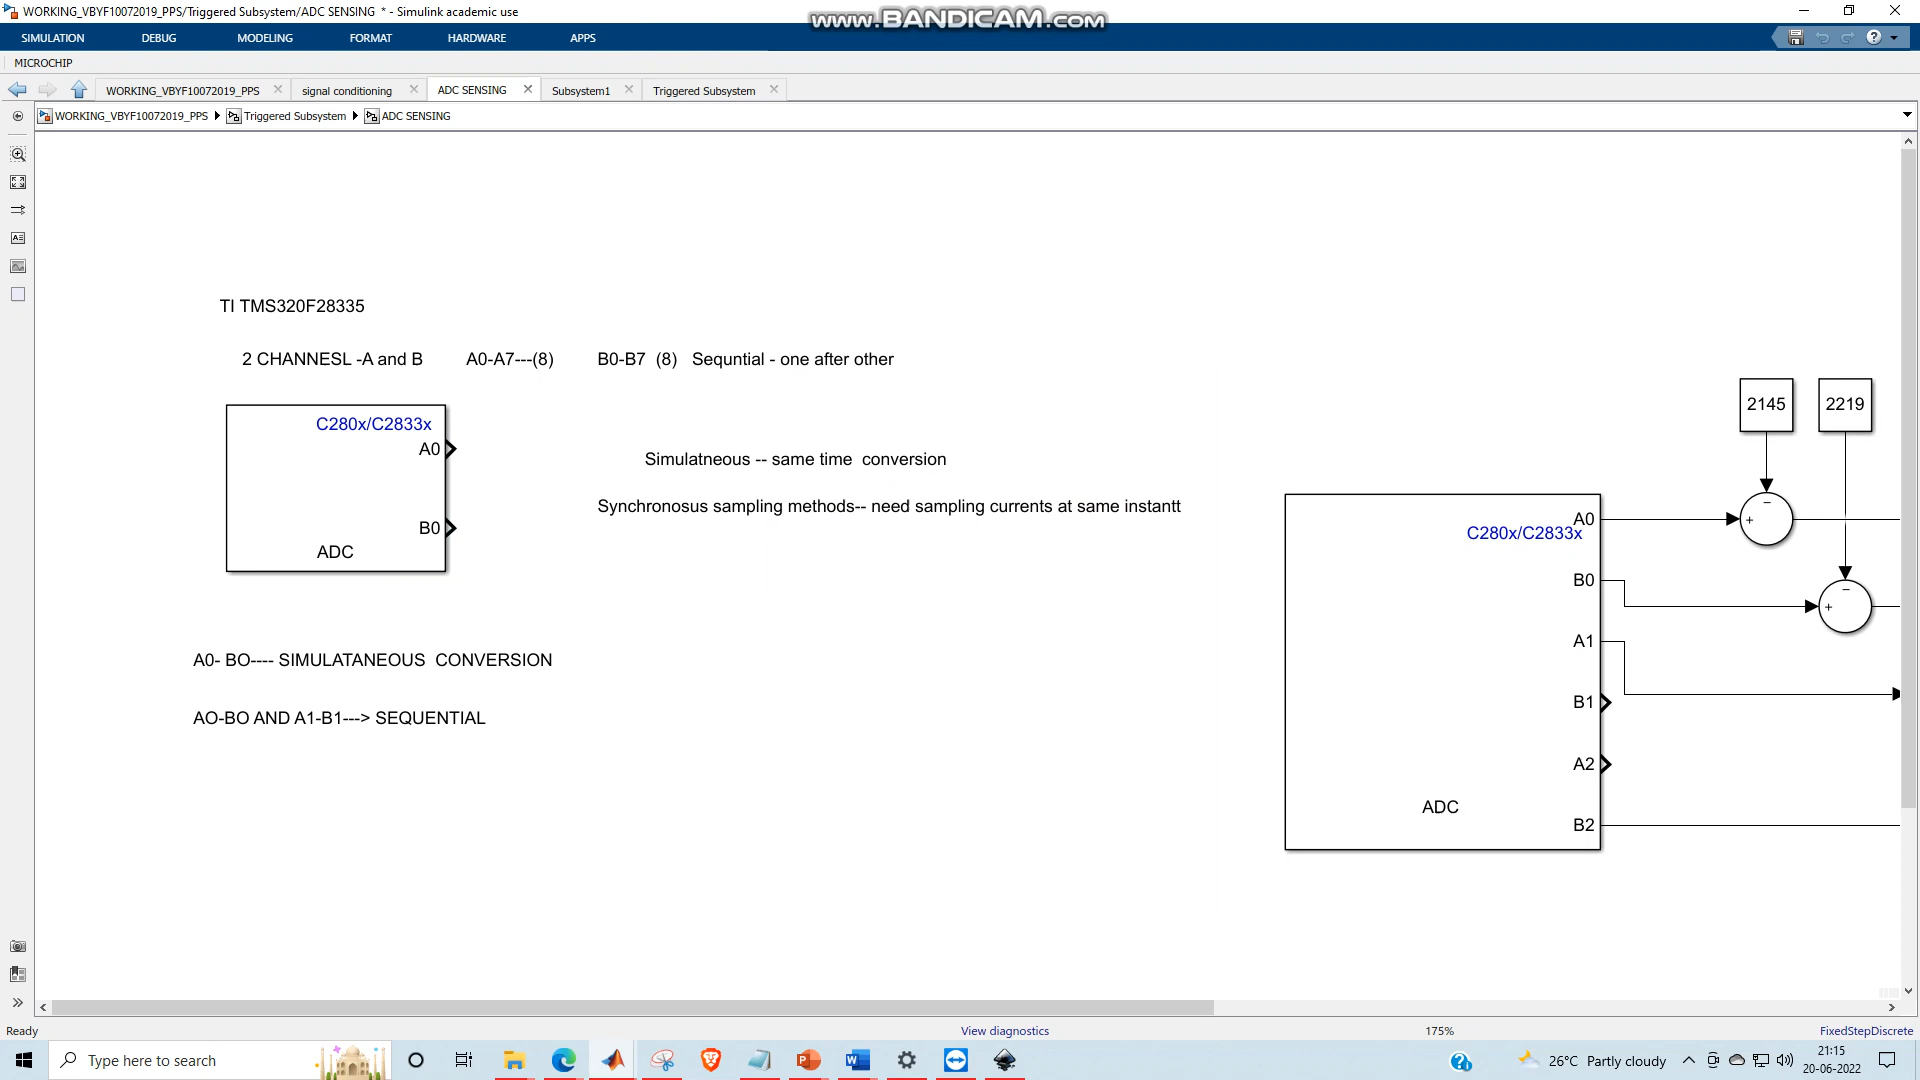 WORKING_VBYF10072019_PPS/Triggered Subsystem/ADC SENSING * - Simulink academic use
www.BANDICAM.com
SIMULATION DEBUG MODELING FORMAT HARDWARE APPS
MICROCHIP
WORKING_VBYF10072019_PPS signal conditioning ADC SENSING Subsystem1 Triggered Subsystem
WORKING_VBYF10072019_PPS Triggered Subsystem ADC SENSING
TI TMS320F28335
2 CHANNESL -A and B A0-A7---(8) B0-B7 (8) Sequntial - one after other
C280x/C2833x
A0
B0
ADC
Simulatneous -- same time conversion
Synchronosus sampling methods-- need sampling currents at same instantt
A0- BO---- SIMULATANEOUS CONVERSION
AO-BO AND A1-B1---> SEQUENTIAL
2145 2219
C280x/C2833x
A0
B0
A1
B1
A2
B2
ADC
Ready View diagnostics 175% FixedStepDiscrete
Type here to search
26°C Partly cloudy
21:15
20-06-2022